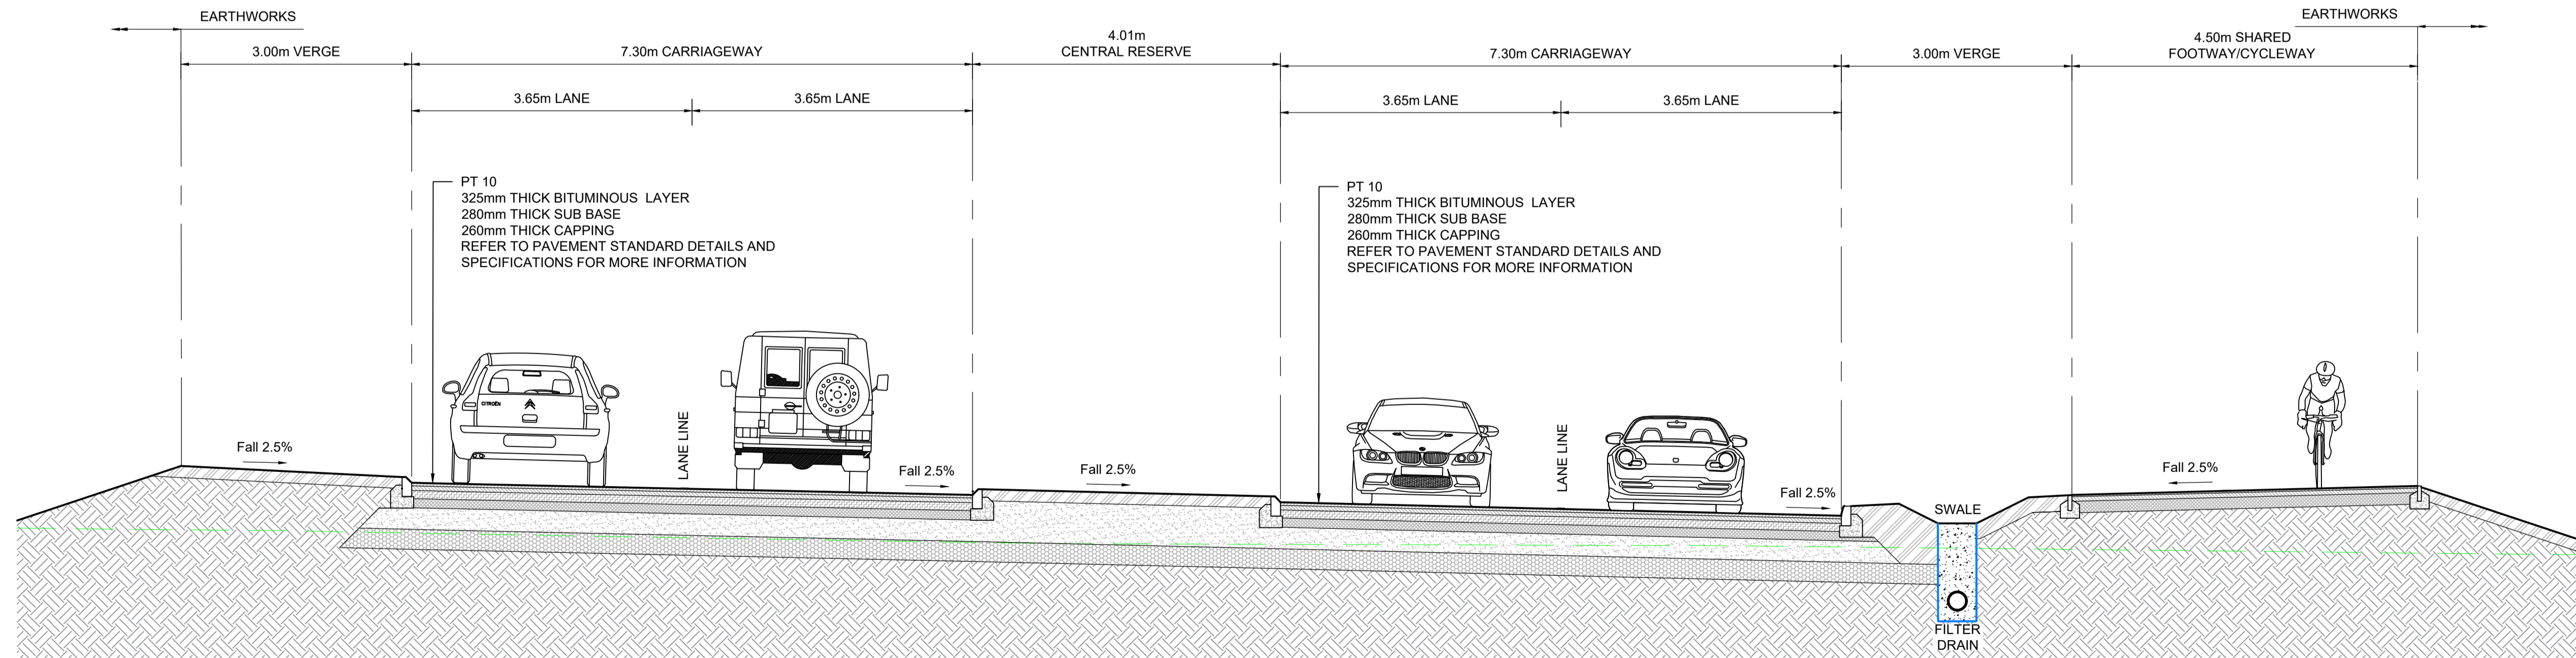 EARTHWORKS
EARTHWORKS
3.00m VERGE
7.30m CARRIAGEWAY
4.01m
CENTRAL RESERVE
7.30m CARRIAGEWAY
3.00m VERGE
4.50m SHARED
FOOTWAY/CYCLEWAY
3.65m LANE
3.65m LANE
3.65m LANE
3.65m LANE
PT 10
325mm THICK BITUMINOUS LAYER
280mm THICK SUB BASE
260mm THICK CAPPING
REFER TO PAVEMENT STANDARD DETAILS AND
SPECIFICATIONS FOR MORE INFORMATION
PT 10
325mm THICK BITUMINOUS LAYER
280mm THICK SUB BASE
260mm THICK CAPPING
REFER TO PAVEMENT STANDARD DETAILS AND
SPECIFICATIONS FOR MORE INFORMATION
Fall 2.5%
CITROËN
LANE LINE
Fall 2.5%
Fall 2.5%
LANE LINE
Fall 2.5%
SWALE
Fall 2.5%
FILTER
DRAIN